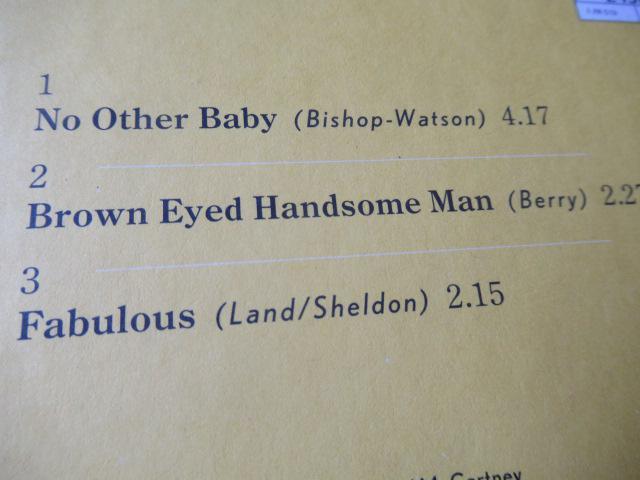 1
No Other Baby (Bishop-Watson) 4.17
2
Brown Eyed Handsome Man (Berry) 2.27
3
Fabulous (Land/Sheldon) 2.15